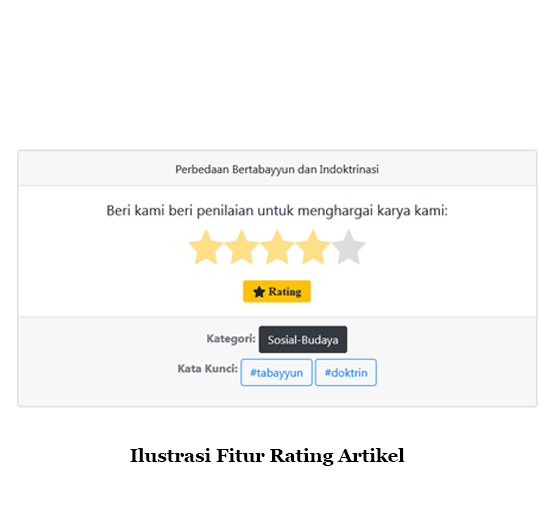 Perbedaan Bertabayyun dan Indoktrinasi
Beri kami beri penilaian untuk menghargai karya kami:
Rating
Kategori: Sosial-Budaya
Kata Kunci: #tabayyun #doktrin
Ilustrasi Fitur Rating Artikel